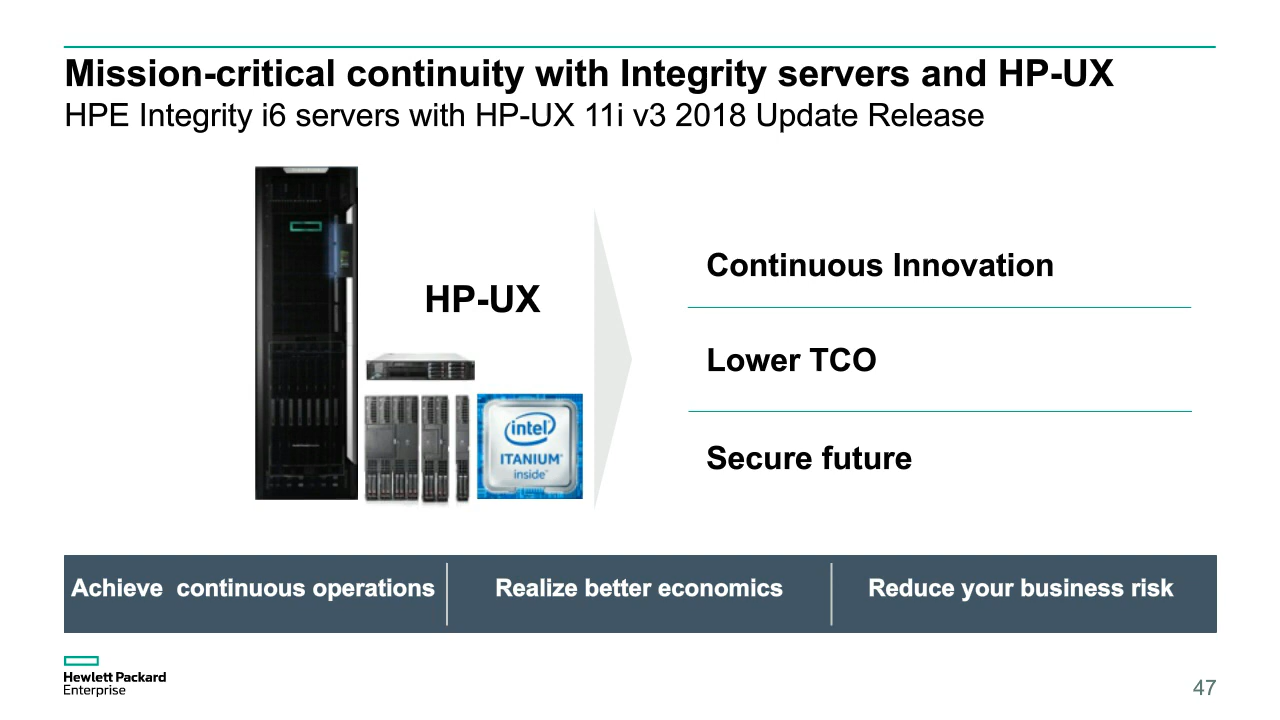 Mission-critical continuity with Integrity servers and HP-UX
HPE Integrity i6 servers with HP-UX 11i v3 2018 Update Release
HP-UX
intel
ITANIUM®
inside™
Continuous Innovation
Lower TCO
Secure future
Achieve  continuous operations
Realize better economics
Reduce your business risk
Hewlett Packard
Enterprise
47